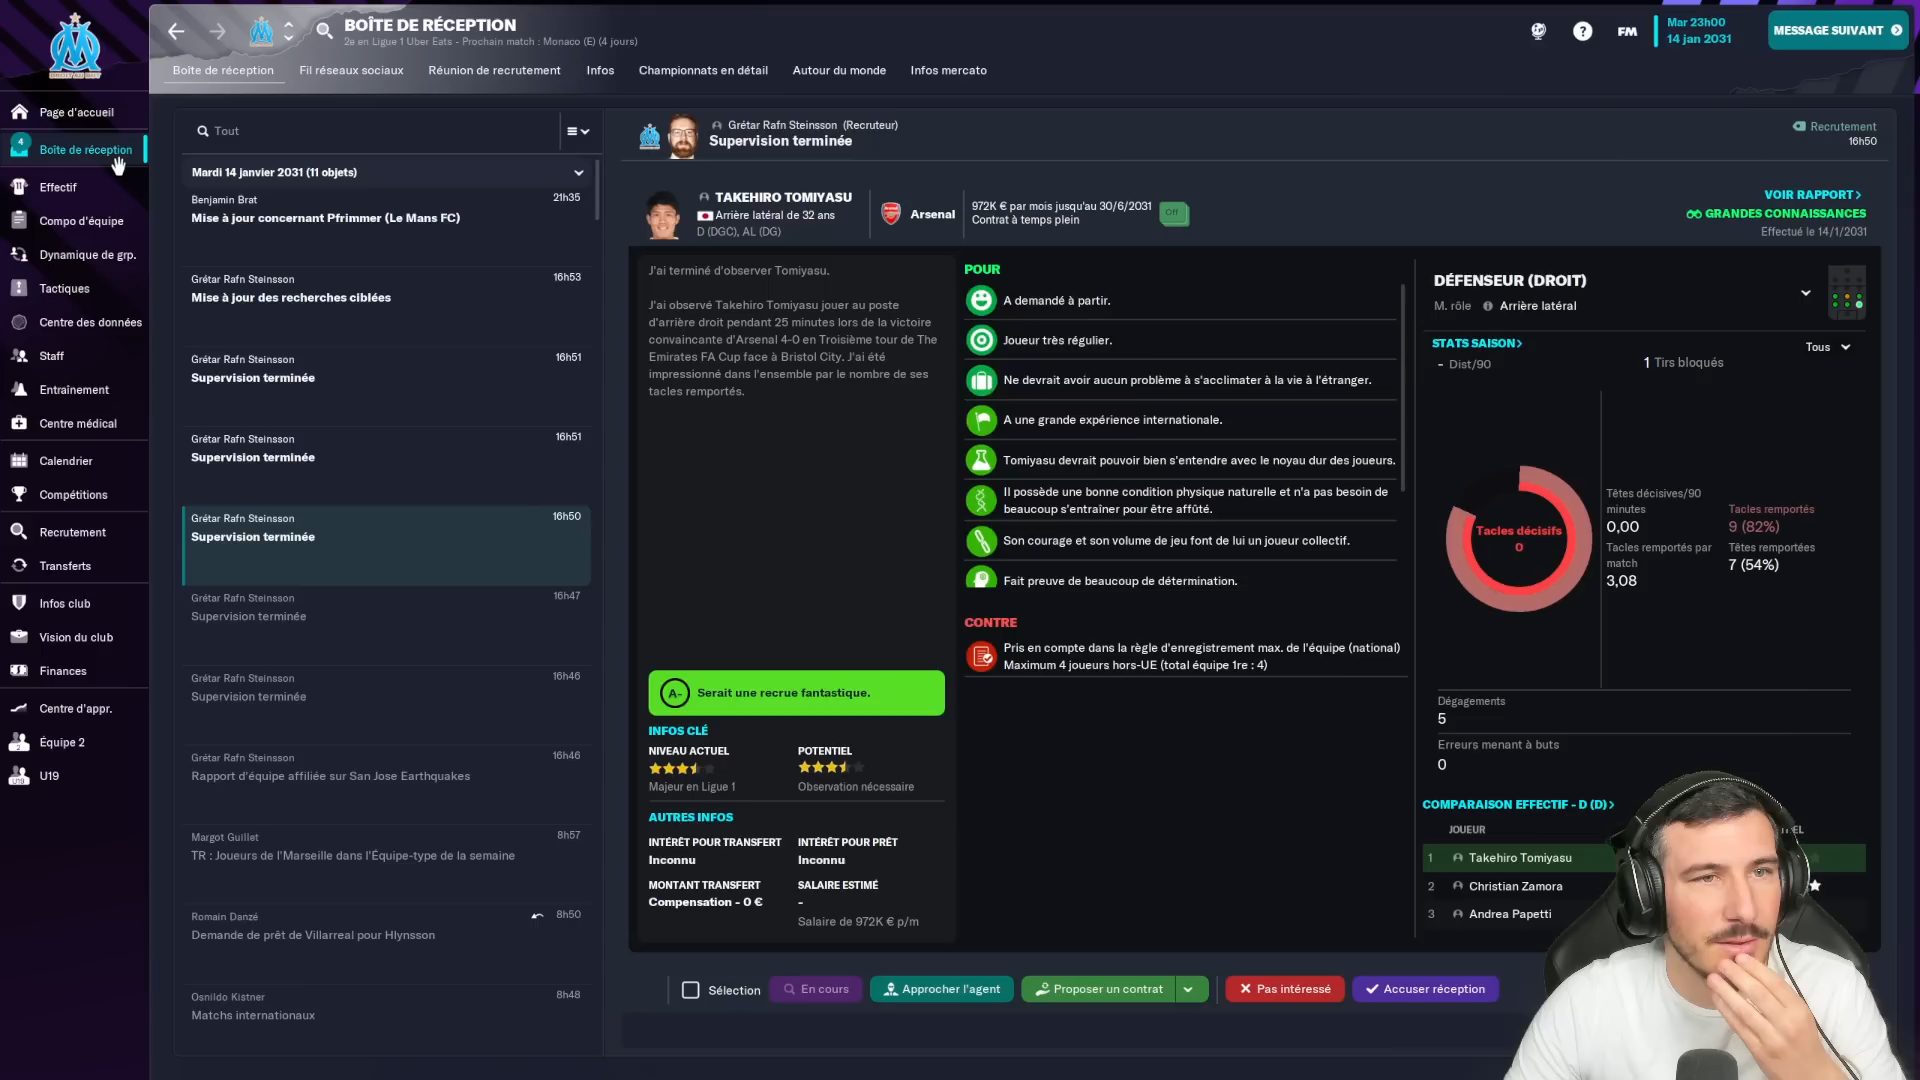 BOÎTE DE RÉCEPTION
2e en Ligue 1 Uber Eats - Prochain match : Monaco (E) (4 jours)
FM
Mar 23h00
14 jan 2031
MESSAGE SUIVANT
Boîte de réception
Fil réseaux sociaux
Réunion de recrutement
Infos
Championnats en détail
Autour du monde
Infos mercato
Page d'accueil
4
Boîte de réception
Effectif
Compo d'équipe
Dynamique de grp.
Tactiques
Centre des données
Staff
Entraînement
Centre médical
Calendrier
Compétitions
Recrutement
Transferts
Infos club
Vision du club
Finances
Centre d'appr.
Équipe 2
U19
Tout
Mardi 14 janvier 2031 (11 objets)
Benjamin Brat 21h35
Mise à jour concernant Pfrimmer (Le Mans FC)
Grétar Rafn Steinsson 16h53
Mise à jour des recherches ciblées
Grétar Rafn Steinsson 16h51
Supervision terminée
Grétar Rafn Steinsson 16h51
Supervision terminée
Grétar Rafn Steinsson 16h50
Supervision terminée
Grétar Rafn Steinsson 16h47
Supervision terminée
Grétar Rafn Steinsson 16h46
Supervision terminée
Grétar Rafn Steinsson 16h46
Rapport d'équipe affiliée sur San Jose Earthquakes
Margot Guillet 8h57
TR : Joueurs de l'Marseille dans l'Équipe-type de la semaine
Romain Danzé 8h50
Demande de prêt de Villarreal pour Hlynsson
Osnildo Kistner 8h48
Matchs internationaux
Grétar Rafn Steinsson (Recruteur)
Supervision terminée
Recrutement
16h50
TAKEHIRO TOMIYASU
Arrière latéral de 32 ans
D (DGC), AL (DG)
Arsenal
972K € par mois jusqu'au 30/6/2031
Contrat à temps plein
Off
VOIR RAPPORT
GRANDES CONNAISSANCES
Effectué le 14/1/2031
J'ai terminé d'observer Tomiyasu.
J'ai observé Takehiro Tomiyasu jouer au poste
d'arrière droit pendant 25 minutes lors de la victoire
convaincante d'Arsenal 4-0 en Troisième tour de The
Emirates FA Cup face à Bristol City. J'ai été
impressionné dans l'ensemble par le nombre de ses
tacles remportés.
A- Serait une recrue fantastique.
INFOS CLÉ
NIVEAU ACTUEL
Majeur en Ligue 1
POTENTIEL
Observation nécessaire
AUTRES INFOS
INTÉRÊT POUR TRANSFERT
Inconnu
INTÉRÊT POUR PRÊT
Inconnu
MONTANT TRANSFERT
Compensation - 0 €
SALAIRE ESTIMÉ
-
Salaire de 972K € p/m
POUR
A demandé à partir.
Joueur très régulier.
Ne devrait avoir aucun problème à s'acclimater à la vie à l'étranger.
A une grande expérience internationale.
Tomiyasu devrait pouvoir bien s'entendre avec le noyau dur des joueurs.
Il possède une bonne condition physique naturelle et n'a pas besoin de
beaucoup s'entraîner pour être affûté.
Son courage et son volume de jeu font de lui un joueur collectif.
Fait preuve de beaucoup de détermination.
CONTRE
Pris en compte dans la règle d'enregistrement max. de l'équipe (national)
Maximum 4 joueurs hors-UE (total équipe 1re : 4)
DÉFENSEUR (DROIT)
M. rôle Arrière latéral
STATS SAISON
Tous
- Dist/90
1 Tirs bloqués
Tacles décisifs
0
Têtes décisives/90
minutes
0,00
Tacles remportés par
match
3,08
Tacles remportés
9 (82%)
Têtes remportées
7 (54%)
Dégagements
5
Erreurs menant à buts
0
COMPARAISON EFFECTIF - D (D)
JOUEUR
1 Takehiro Tomiyasu
2 Christian Zamora
3 Andrea Papetti
Sélection
En cours
Approcher l'agent
Proposer un contrat
Pas intéressé
Accuser réception